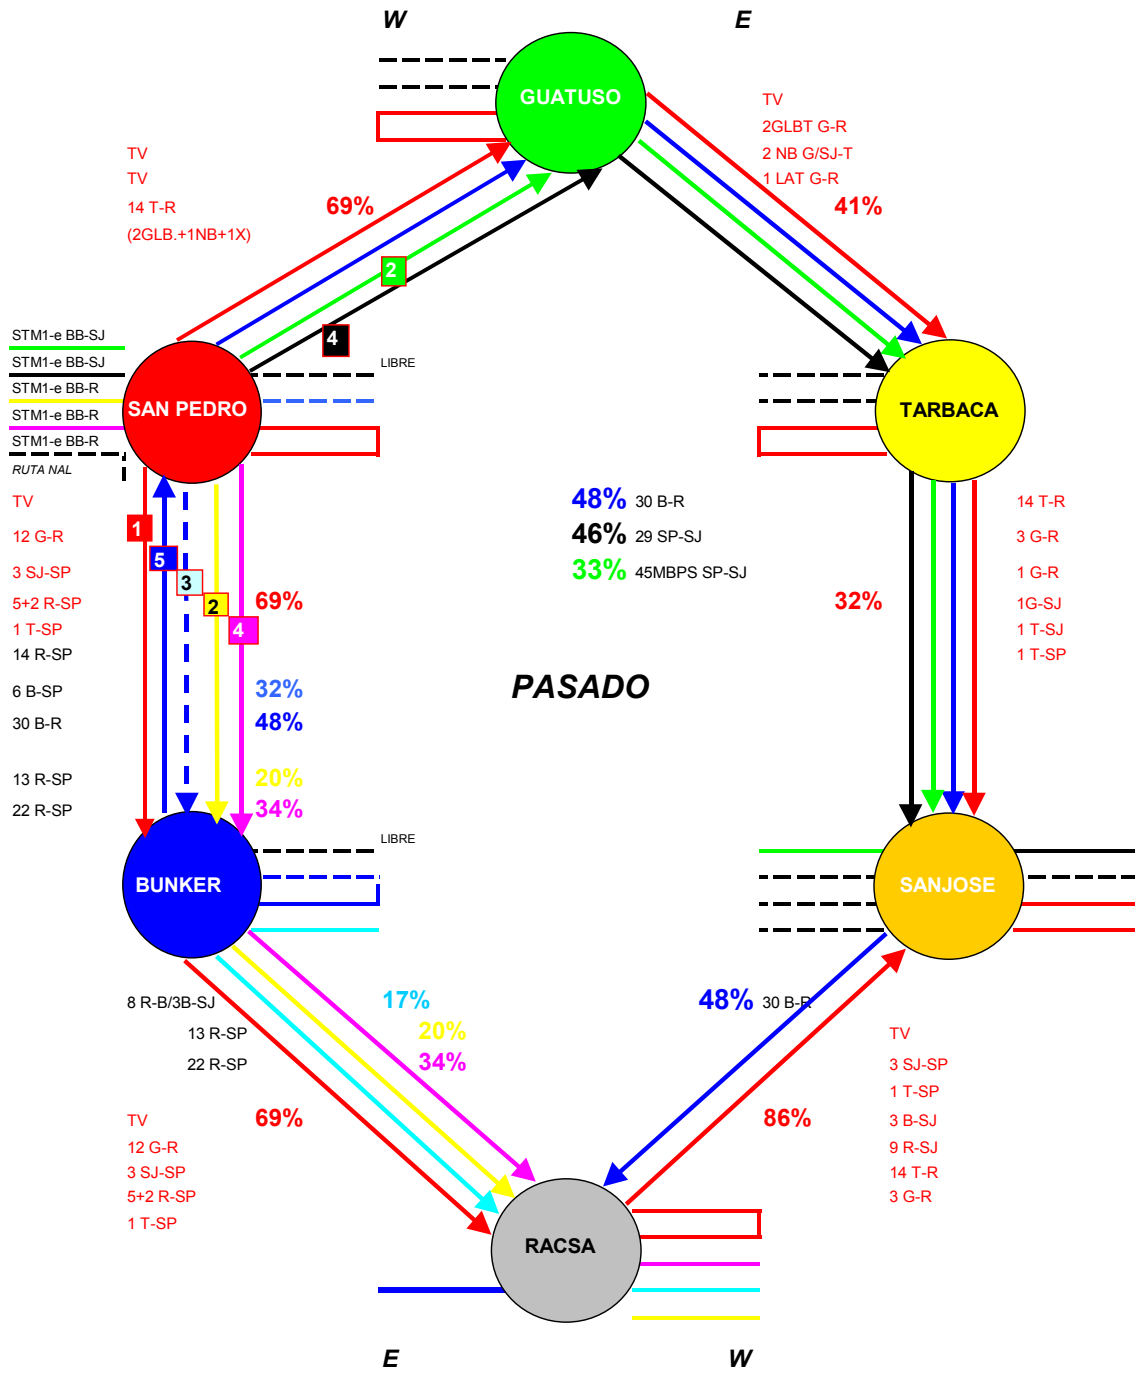 W
E
GUATUSO
TV
2GLBT G-R
2 NB G/SJ-T
1 LAT G-R
41%
TV
TV
14 T-R
(2GLB.+1NB+1X)
69%
2
4
STM1-e BB-SJ
STM1-e BB-SJ
STM1-e BB-R
STM1-e BB-R
STM1-e BB-R
RUTA NAL
SAN PEDRO
LIBRE
TARBACA
TV
12 G-R
3 SJ-SP
5+2 R-SP
1 T-SP
14 R-SP
6 B-SP
30 B-R
13 R-SP
22 R-SP
1
5
3
2
4
69%
32%
48%
20%
34%
48% 30 B-R
46% 29 SP-SJ
33% 45MBPS SP-SJ
PASADO
32%
14 T-R
3 G-R
1 G-R
1G-SJ
1 T-SJ
1 T-SP
BUNKER
LIBRE
SANJOSE
8 R-B/3B-SJ
13 R-SP
22 R-SP
17%
20%
34%
48% 30 B-R
TV
12 G-R
3 SJ-SP
5+2 R-SP
1 T-SP
69%
86%
TV
3 SJ-SP
1 T-SP
3 B-SJ
9 R-SJ
14 T-R
3 G-R
RACSA
E
W